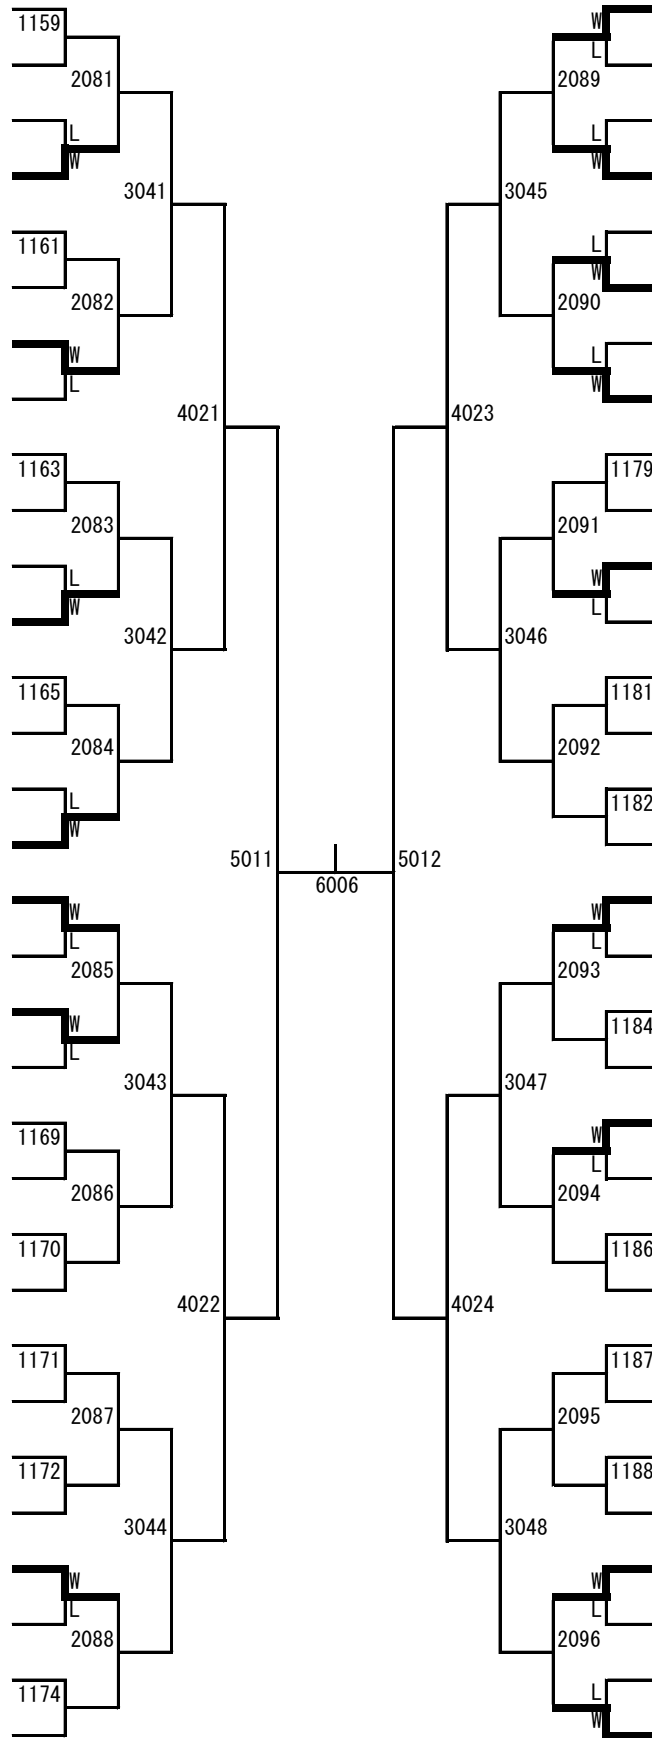 1159 W
L
2081 2089
L L
W W
3041 3045
1161 L
W
2082 2090
W L
L W
4021 4023
1163 1179
2083 2091
L W
W L
3042 3046
1165 1181
2084 2092
L 1182
W
5011 5012
6006
W W
L L
2085 2093
W 1184
L
3043 3047
1169 W
L
2086 2094
1170 1186
4022 4024
1171 1187
2087 2095
1172 1188
3044 3048
W W
L L
2088 2096
1174 L
W